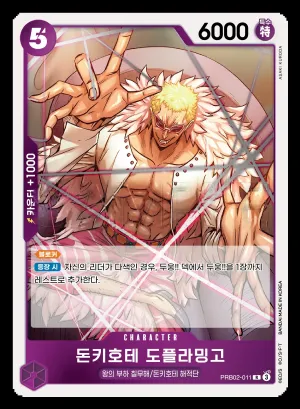 5
6000
특수
特
카운터 +1000
블로커
등장 시 자신의 리더가 다색인 경우, 두웅!! 덱에서 두웅!!을 1장까지
레스트로 추가한다.
CHARACTER
돈키호테 도플라밍고
왕의 부하 칠무해/돈키호테 해적단
PRB02-011 R 3